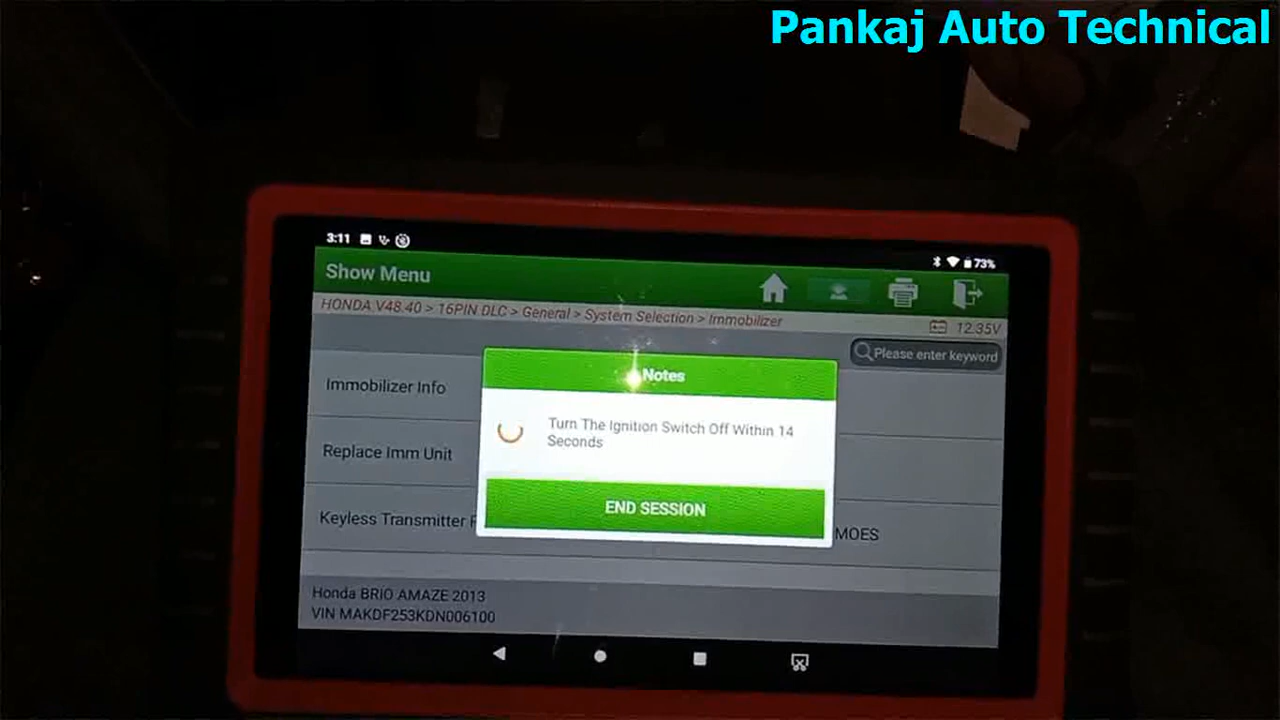 Pankaj Auto Technical
3:11
73%
Show Menu
HONDA V48.40 > 16PIN DLC > General > System Selection > Immobilizer
12.35V
Please enter keyword
Notes
Immobilizer Info
Turn The Ignition Switch Off Within 14
Seconds
Replace Imm Unit
END SESSION
Keyless Transmitter
MOES
Honda BRIO AMAZE 2013
VIN MAKDF253KDN006100